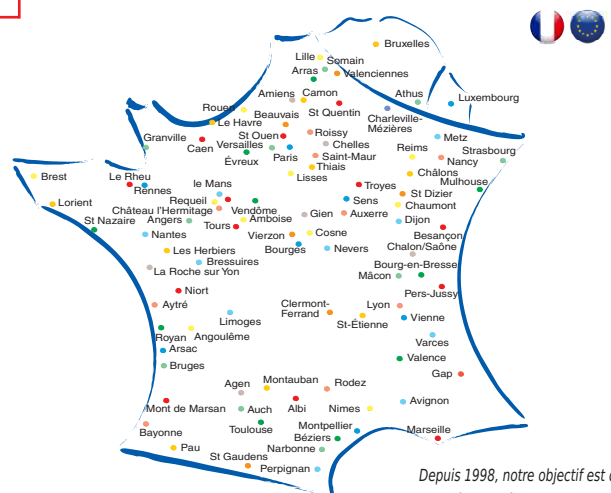 Bruxelles
Lille
Somain
Arras
Valenciennes
Amiens
Camon
Athus
Luxembourg
Rouen
Beauvais
St Quentin
Charleville-
Mézières
Le Havre
Granville
Caen
St Ouen
Versailles
Roissy
Chelles
Metz
Évreux
Paris
Saint-Maur
Reims
Nancy
Strasbourg
Thiais
Lisses
Châlons
Mulhouse
Brest
Le Rheu
Rennes
le Mans
Troyes
St Dizier
Lorient
Requeil
Vendôme
Sens
Chaumont
Château l'Hermitage
St Nazaire
Angers
Amboise
Gien
Auxerre
Dijon
Tours
Nantes
Vierzon
Cosne
Besançon
Les Herbiers
Bourges
Nevers
Chalon/Saône
Bressuires
Bourg-en-Bresse
La Roche sur Yon
Mâcon
Niort
Pers-Jussy
Aytré
Clermont-
Ferrand
Lyon
Limoges
St-Étienne
Vienne
Royan
Angoulême
Varces
Arsac
Valence
Bruges
Gap
Agen
Montauban
Rodez
Mont de Marsan
Auch
Albi
Nimes
Avignon
Toulouse
Montpellier
Bayonne
Béziers
Marseille
Pau
Narbonne
St Gaudens
Perpignan
Depuis 1998, notre objectif est